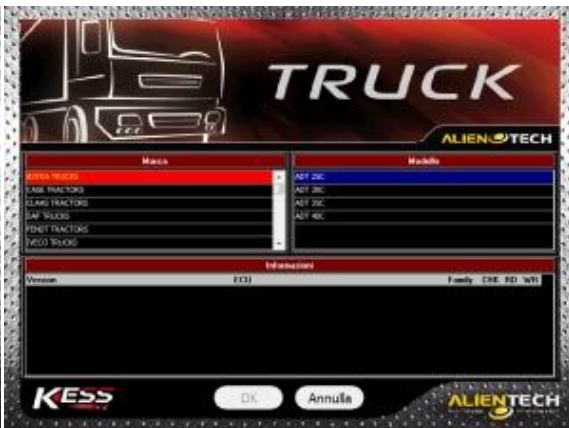 TRUCK
ALIENTECH
Marca Modello
ASTRA TRUCKS ADT 25C
CASE TRACTORS ADT 30C
CLAAS TRACTORS ADT 35C
DAF TRUCKS ADT 40C
FENDT TRACTORS
IVECO TRUCKS
Informazioni
Version ECU Family CHK RD WR
KESS
OK Annulla
ALIENTECH